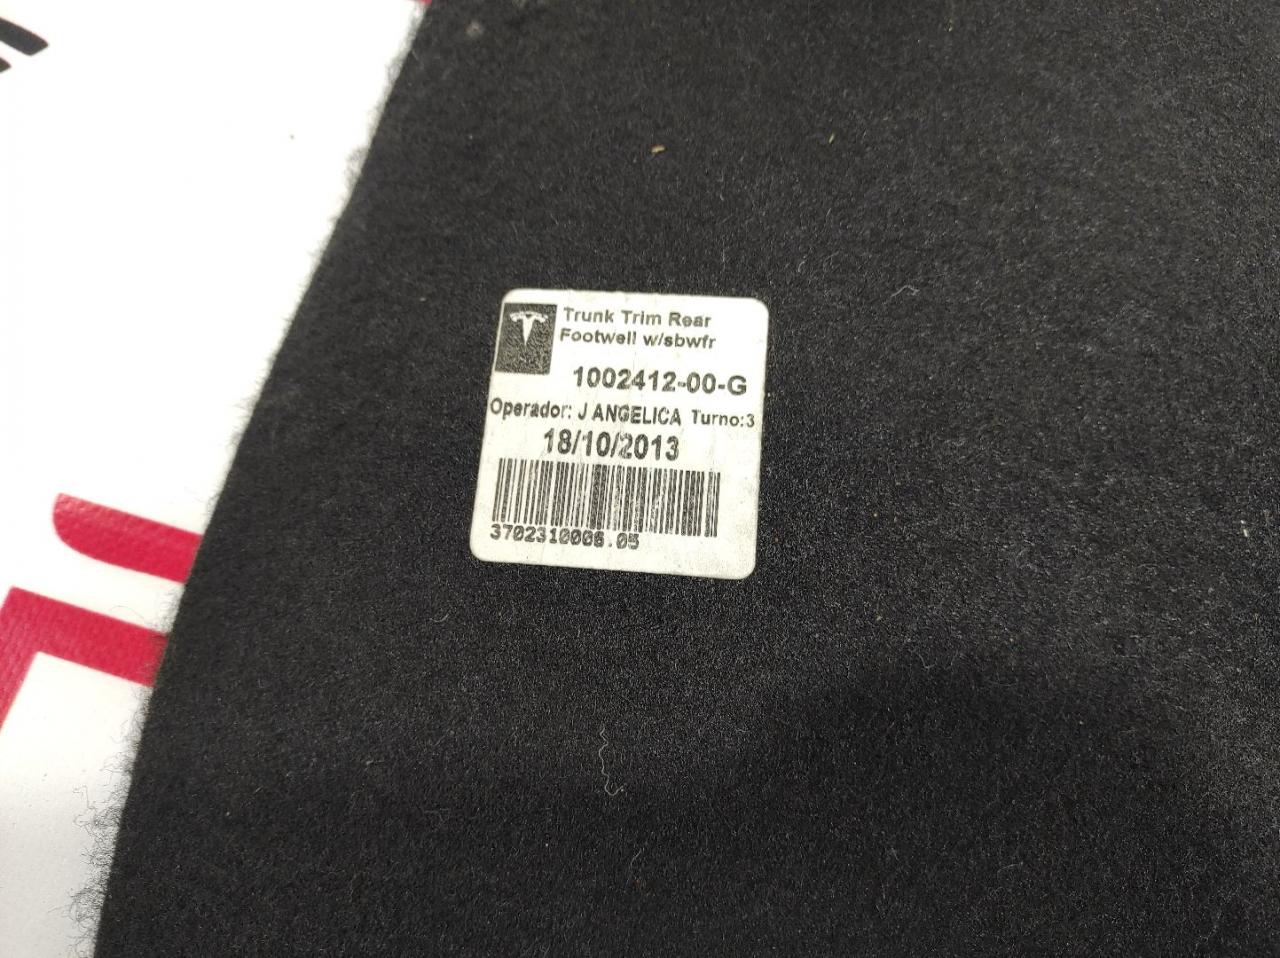 Trunk Trim Rear
Footwell w/sbwfr
1002412-00-G
Operador: J ANGELICA Turno:3
18/10/2013
3702310006.05